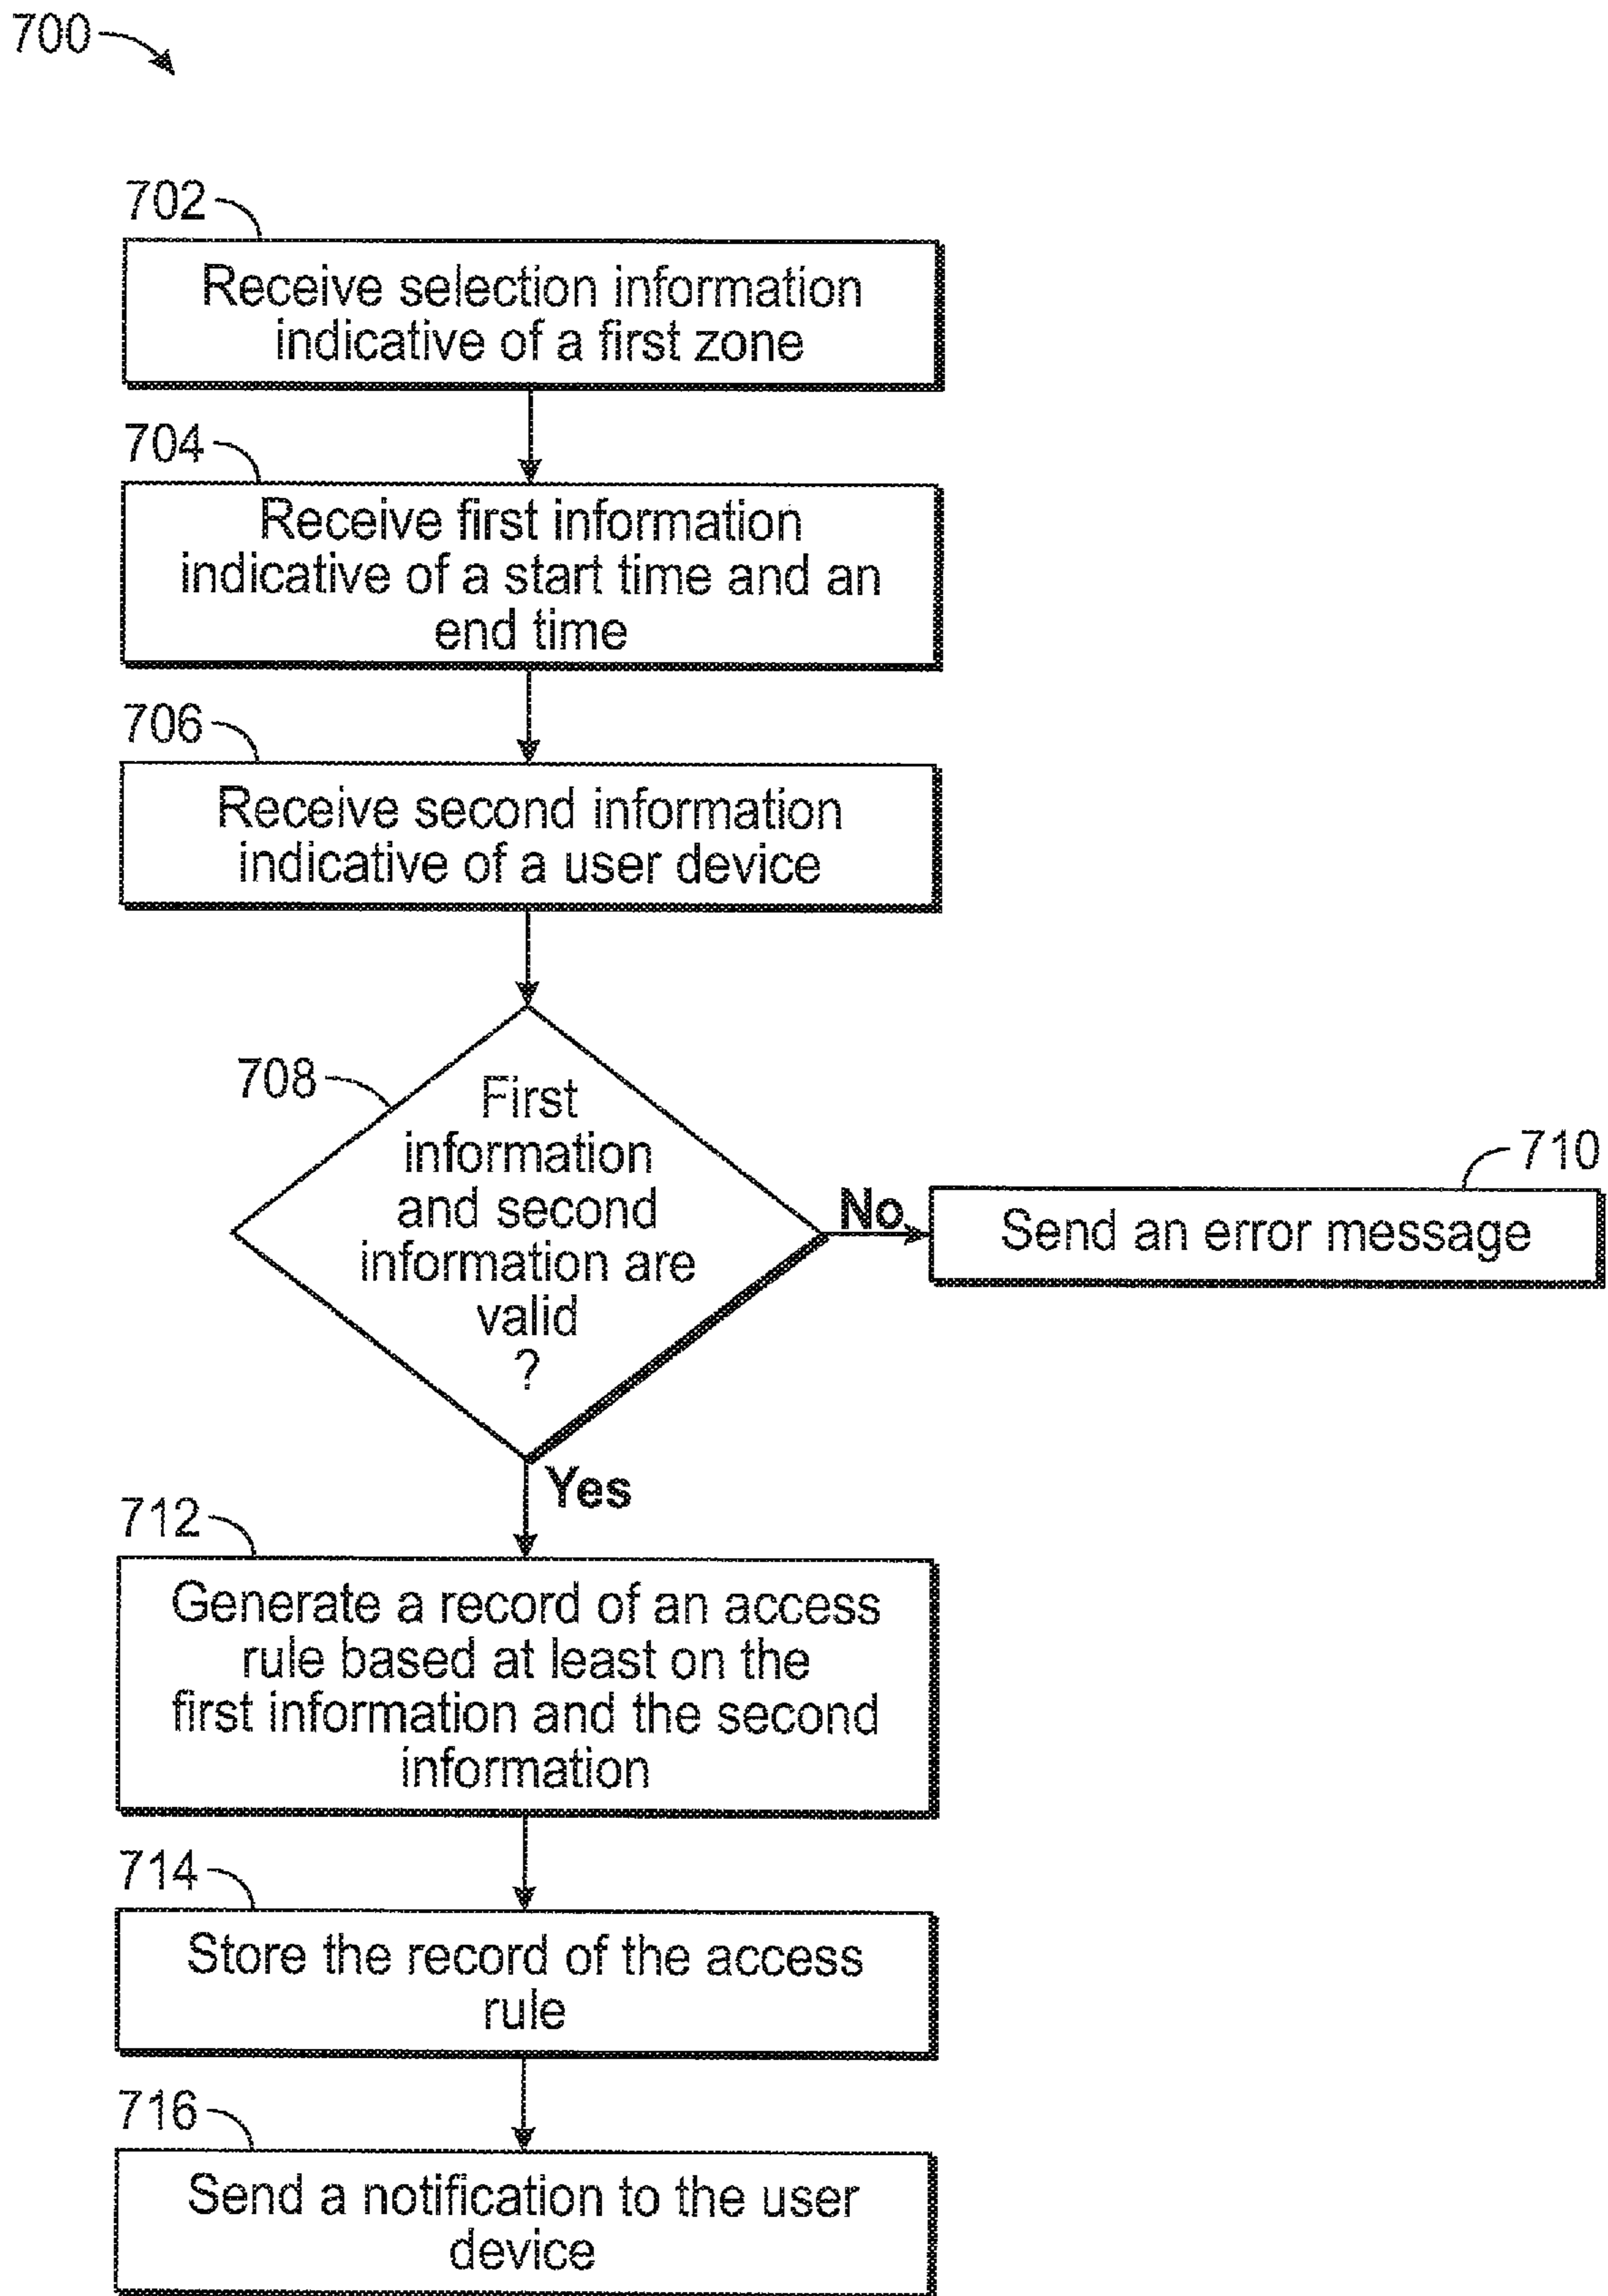 700
702
Receive selection information
indicative of a first zone
704
Receive first information
indicative of a start time and an
end time
706
Receive second information
indicative of a user device
708
First
information
and second
information are
valid
?
No
710
Send an error message
Yes
712
Generate a record of an access
rule based at least on the
first information and the second
information
714
Store the record of the access
rule
716
Send a notification to the user
device